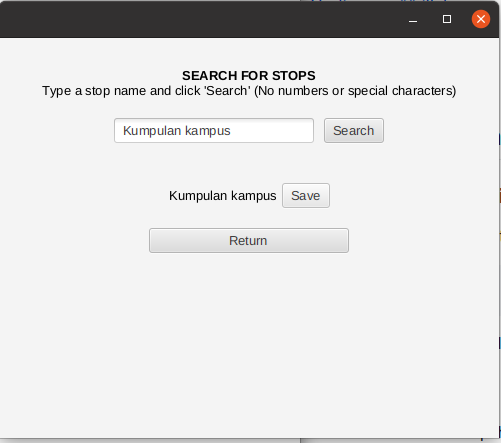 SEARCH FOR STOPS
Type a stop name and click 'Search' (No numbers or special characters)
Kumpulan kampus Search
Kumpulan kampus Save
Return